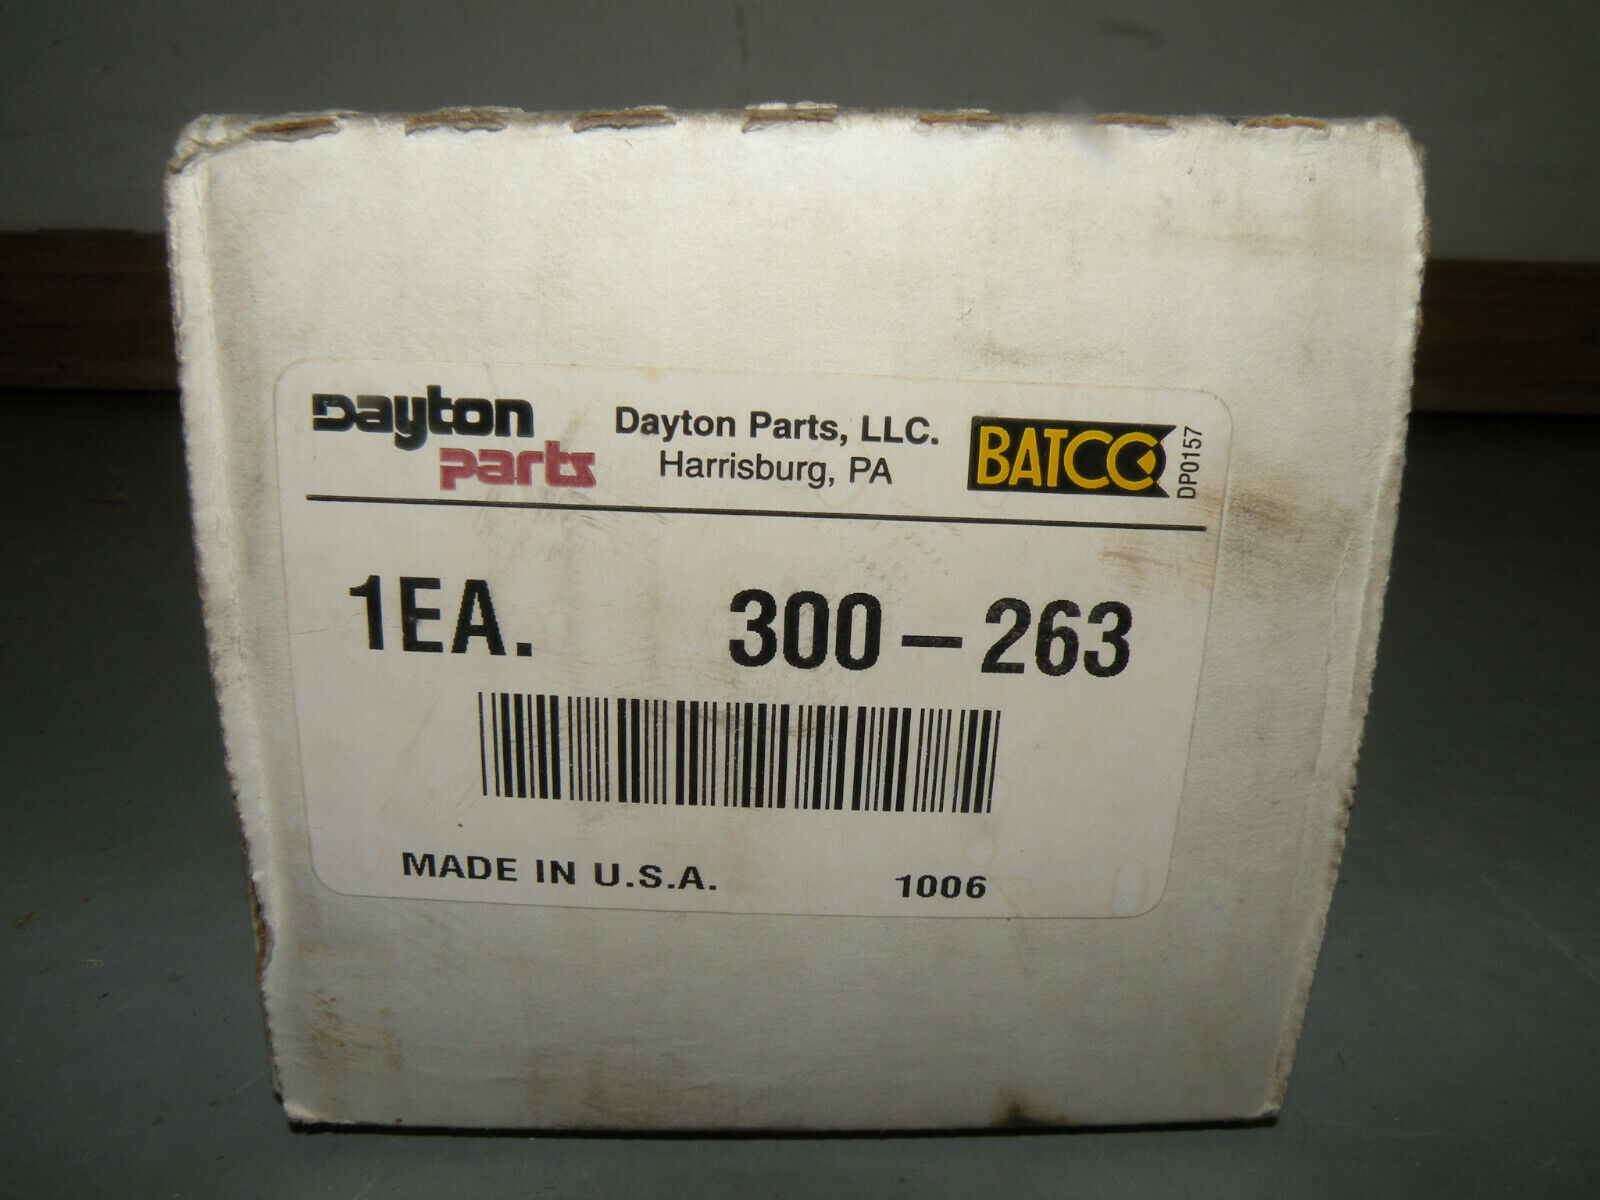 Dayton
parts
Dayton Parts, LLC.
Harrisburg, PA
BATCO
DP0157
1EA. 300-263
MADE IN U.S.A. 1006